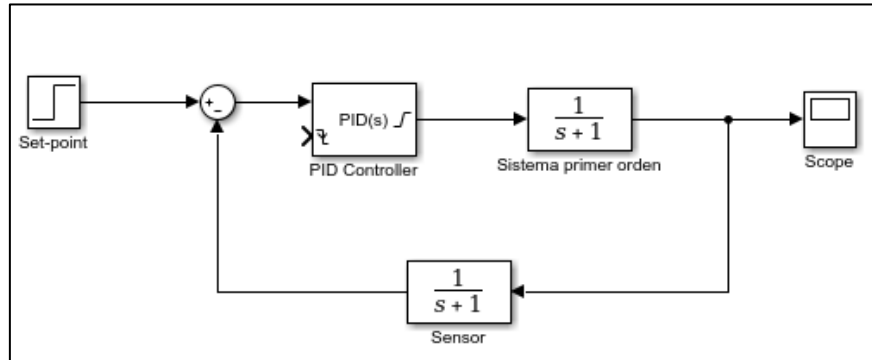 Set-point
+
-
PID(s)
PID Controller
1
s + 1
Sistema primer orden
Scope
1
s + 1
Sensor